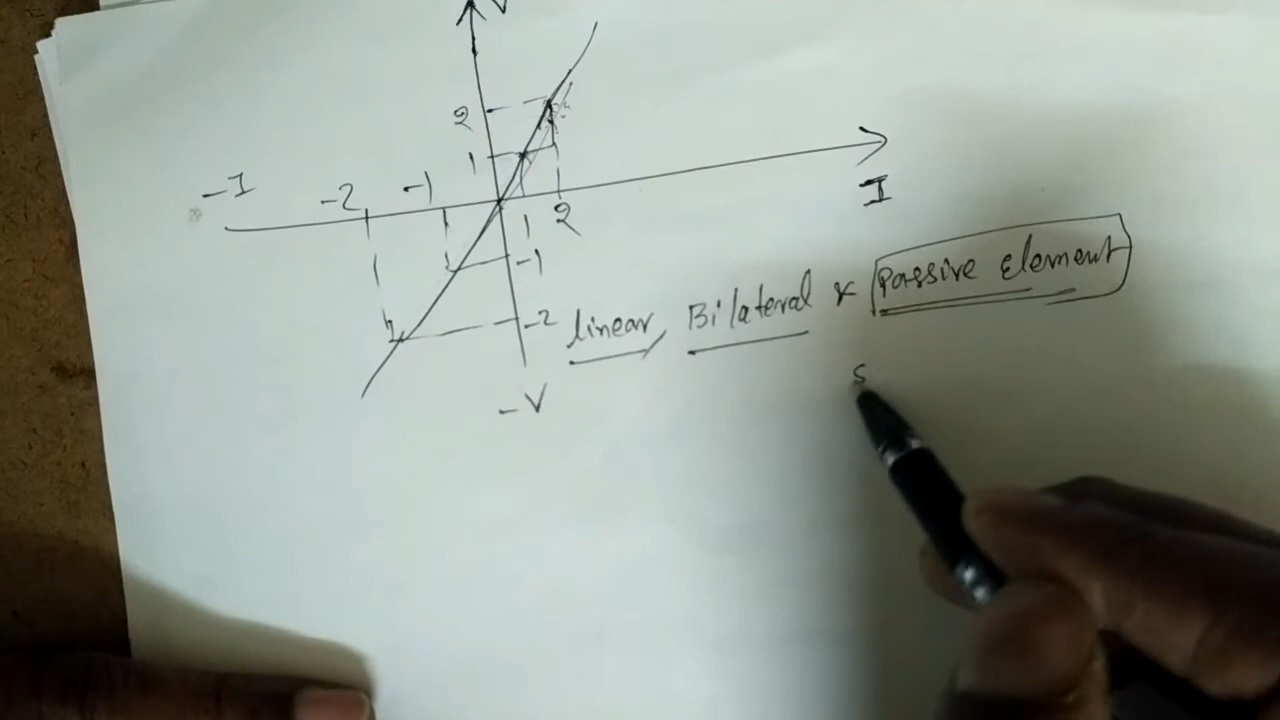 V
2
1
-I -2 -1
1 2 I
-1
-2
linear, Bilateral & Passive Element
-V
S